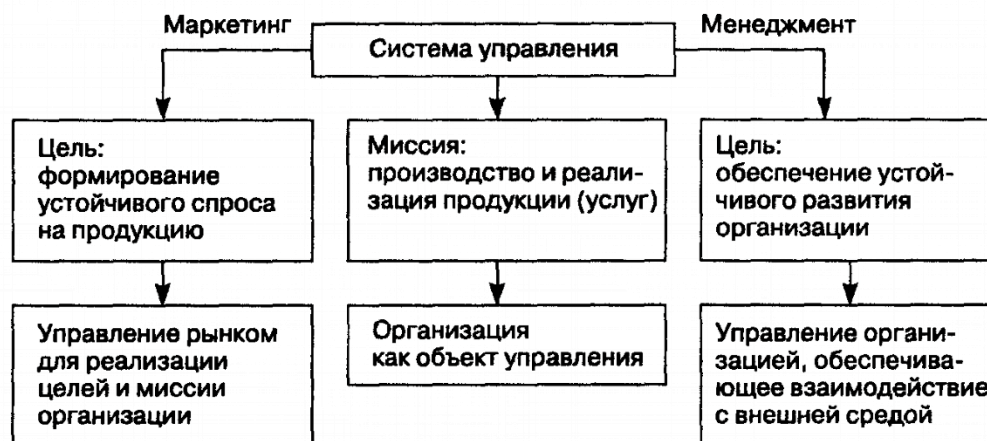 Маркетинг
Система управления
Менеджмент
Цель:
формирование
устойчивого спроса
на продукцию
Миссия:
производство и реали-
зация продукции (услуг)
Цель:
обеспечение устой-
чивого развития
организации
Управление рынком
для реализации
целей и миссии
организации
Организация
как объект управления
Управление органи-
зацией, обеспечива-
ющее взаимодействие
с внешней средой